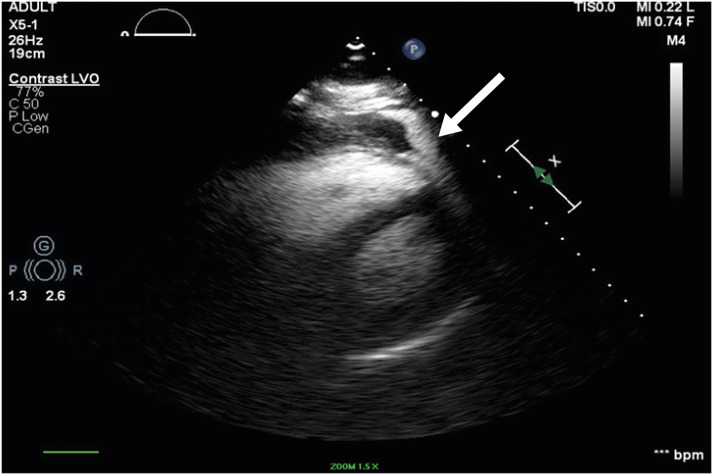 ADULT
X5-1
26Hz
19cm
Contrast LVO
77%
C 50
P Low
CGen
TIS0.0 MI 0.22 L
MI 0.74 F
M4
P
X
G
P R
1.3 2.6
ZOOM 1.5 X
*** bpm